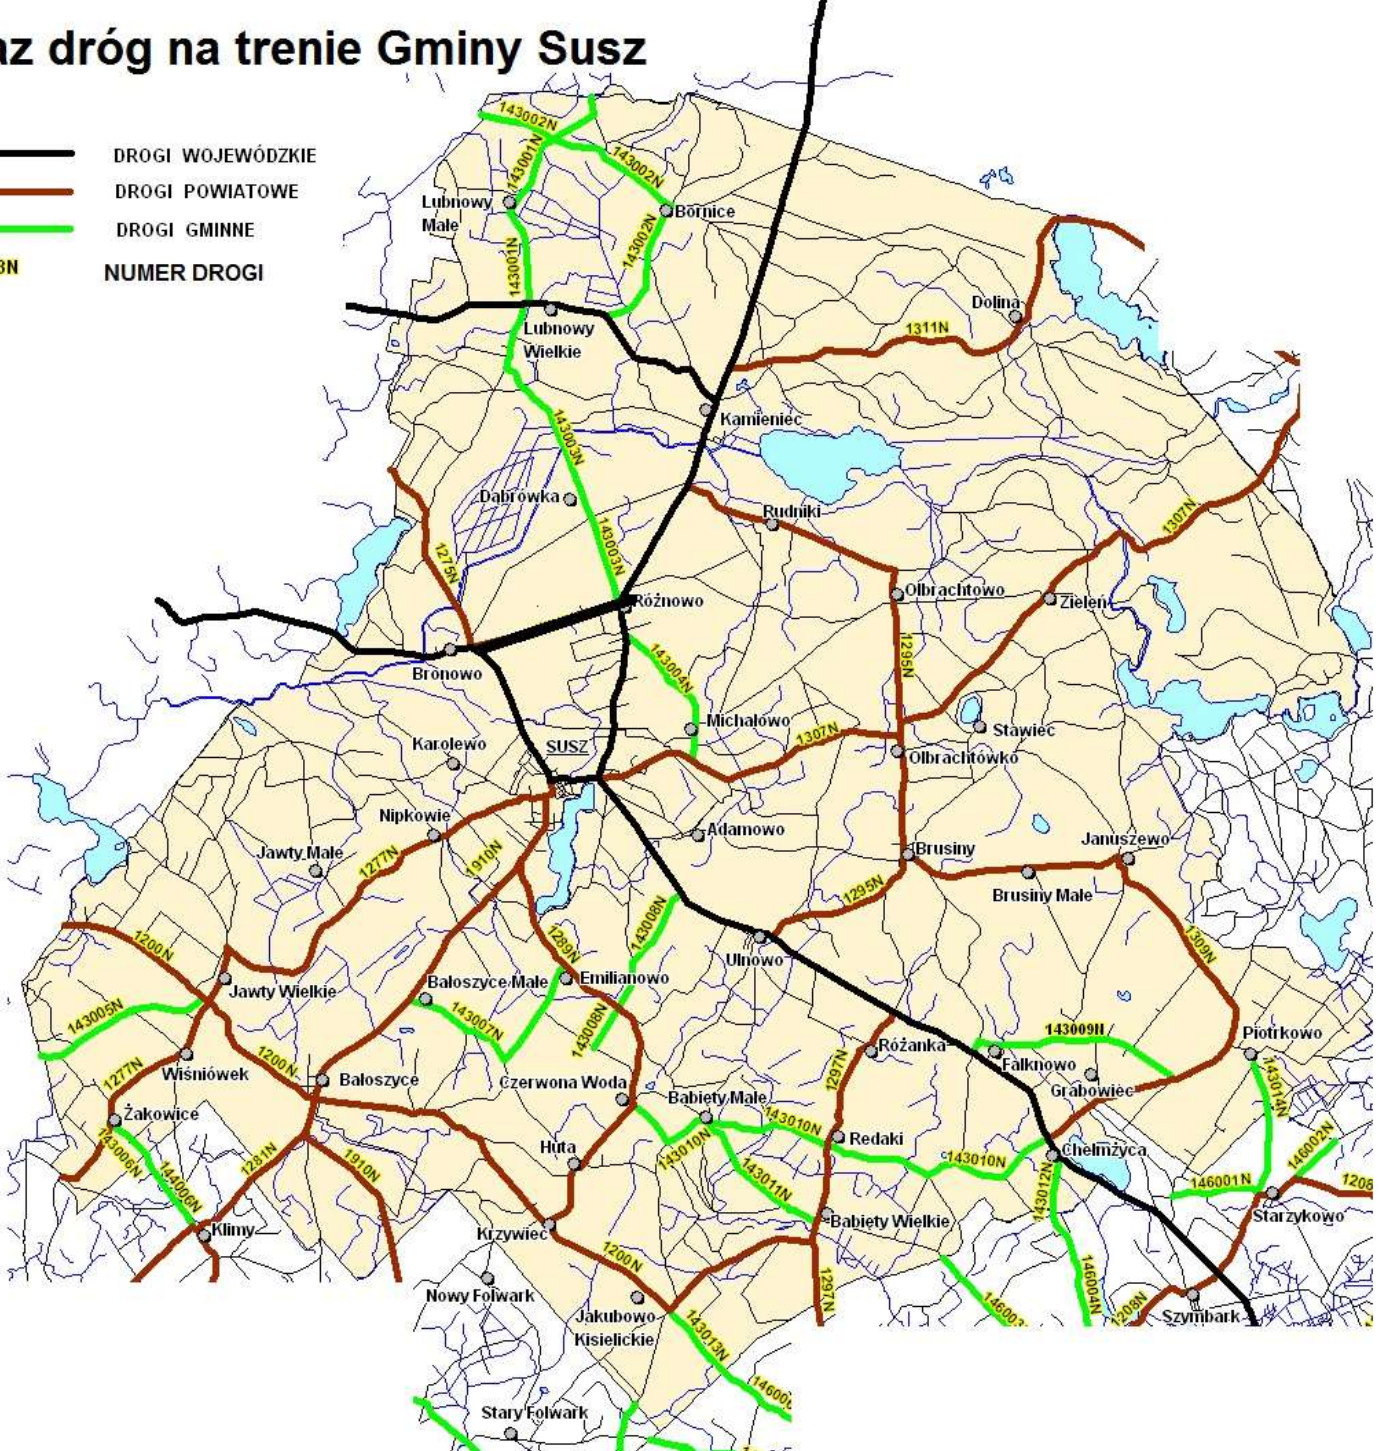 az dróg na trenie Gminy Susz
DROGI WOJEWÓDZKIE
DROGI POWIATOWE
DROGI GMINNE
3N
NUMER DROGI
143002N
143001N
143002N
Lubnowy
Małe
Bornice
143001N
143002N
Dolina
Lubnowy
Wielkie
1311N
Kamieniec
143003N
Dąbrówka
Rudniki
1307N
143003N
1275N
Olbrachtowo
Zieleń
Różnowo
1295N
143004N
Bronowo
Michałowo
Stawiec
1307N
Karolewo
SUSZ
Olbrachtówko
Nipkowie
Adamowo
Januszewo
Jawty Małe
1277N
1910N
Brusiny
Brusiny Małe
1295N
143008N
1200N
1289N
1309N
Ulnowo
Jawty Wielkie
Bałoszyce Małe
Emilianowo
143005N
143007N
143008N
143009N
Piotrkowo
Różanka
Falknowo
1200N
1297N
Wiśniówek
1277N
Bałoszyce
Czerwona Woda
Babięty Małe
Grabowiec
143014N
Żakowice
143010N
143006N
143010N
Redaki
146002N
Huta
Chełmżyca
1281N
1910N
143010N
143011N
144006N
143012N
146001N
1208
Klimy
Krzywiec
Babięty Wielkie
Starzykowo
1200N
1297N
146004N
Nowy Folwark
146003
1208N
Jakubowo
Kisielickie
143013N
Szymbark
14600
Stary Folwark